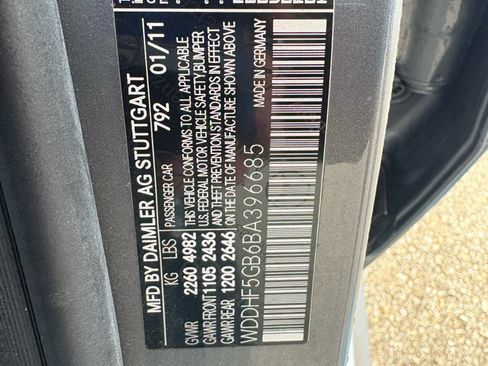 MFD BY DAIMLER AG STUTTGART
792 01/11
KG LBS PASSENGER CAR
GVWR 2260 4982
GAWR FRONT 1105 2436
GAWR REAR 1200 2646
THIS VEHICLE CONFORMS TO ALL APPLICABLE
U.S. FEDERAL MOTOR VEHICLE SAFETY, BUMPER
AND THEFT PREVENTION STANDARDS IN EFFECT
ON THE DATE OF MANUFACTURE SHOWN ABOVE
WDDHF5GB6BA396685
MADE IN GERMANY